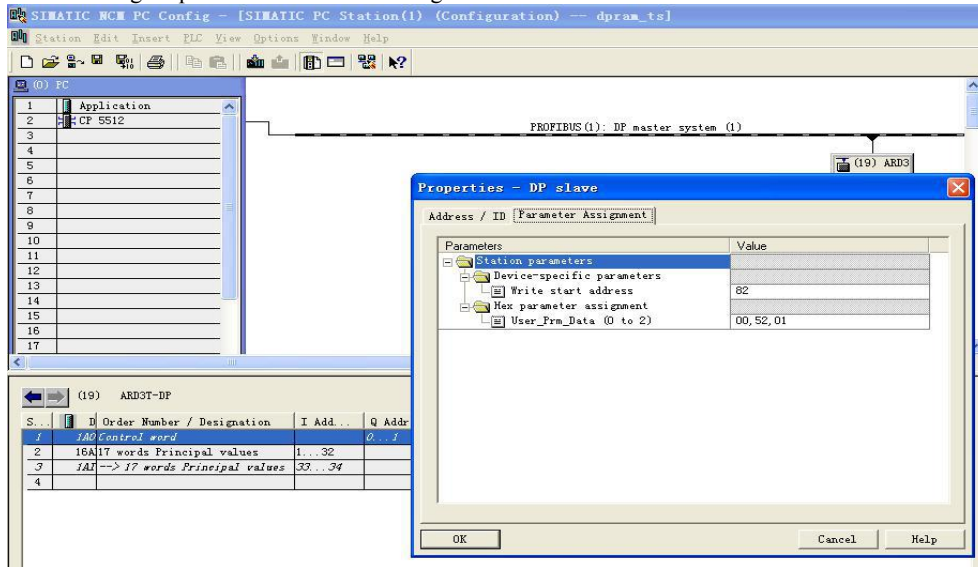 SIMATIC NCM PC Config - [SIMATIC PC Station(1) (Configuration) -- dpram_ts]
Station Edit Insert PLC View Options Window Help
(0) PC
1 Application
2 CP 5512
3
4
5
6
7
8
9
10
11
12
13
14
15
16
17
PROFIBUS(1): DP master system (1)
(19) ARD3
Properties - DP slave
Address / ID Parameter Assignment
Parameters Value
Station parameters
Device-specific parameters
Write start address 82
Hex parameter assignment
User_Prm_Data (0 to 2) 00,52,01
OK Cancel Help
(19) ARD3T-DP
S... D Order Number / Designation I Add... Q Addr
1 1AO Control word 0...1
2 16A 17 words Principal values 1...32
3 1AI --> 17 words Principal values 33...34
4